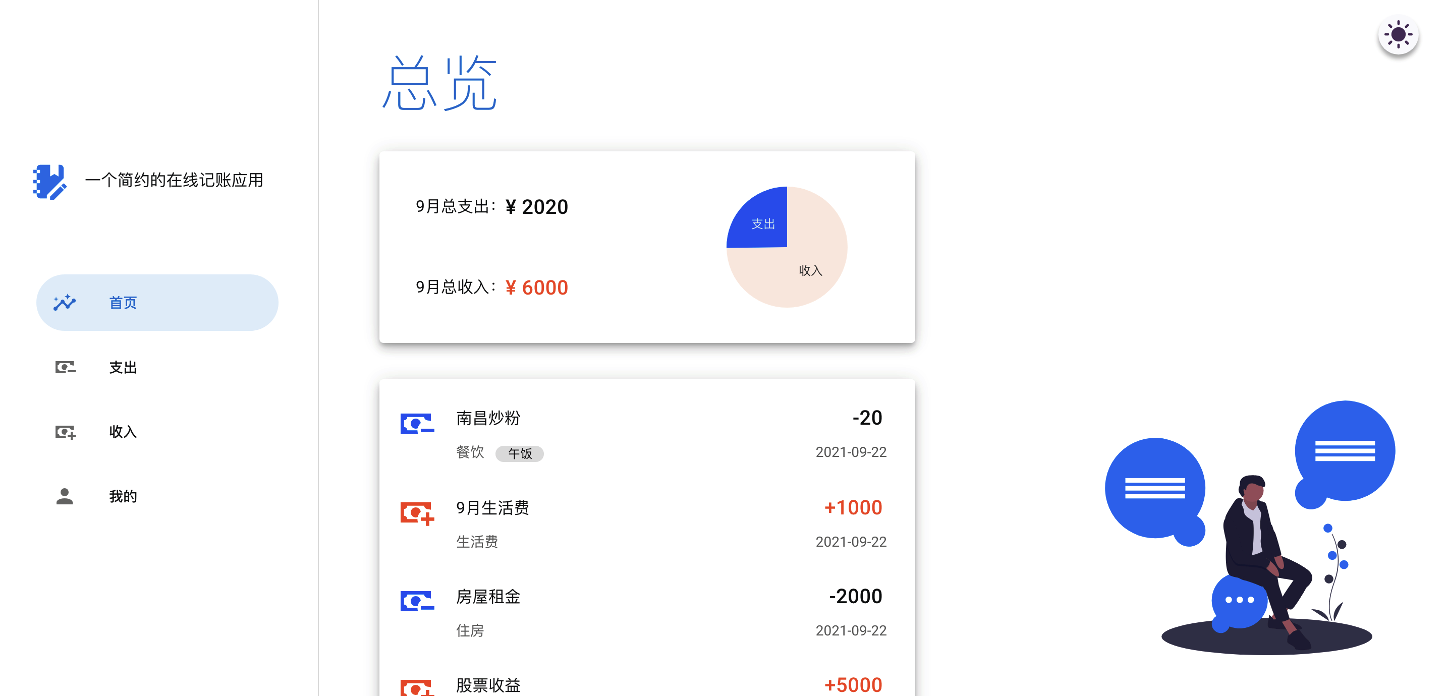 总览
一个简约的在线记账应用
首页
支出
收入
我的
9月总支出：¥ 2020
9月总收入：¥ 6000
支出
收入
南昌炒粉 -20
餐饮 午饭 2021-09-22
9月生活费 +1000
生活费 2021-09-22
房屋租金 -2000
住房 2021-09-22
股票收益 +5000